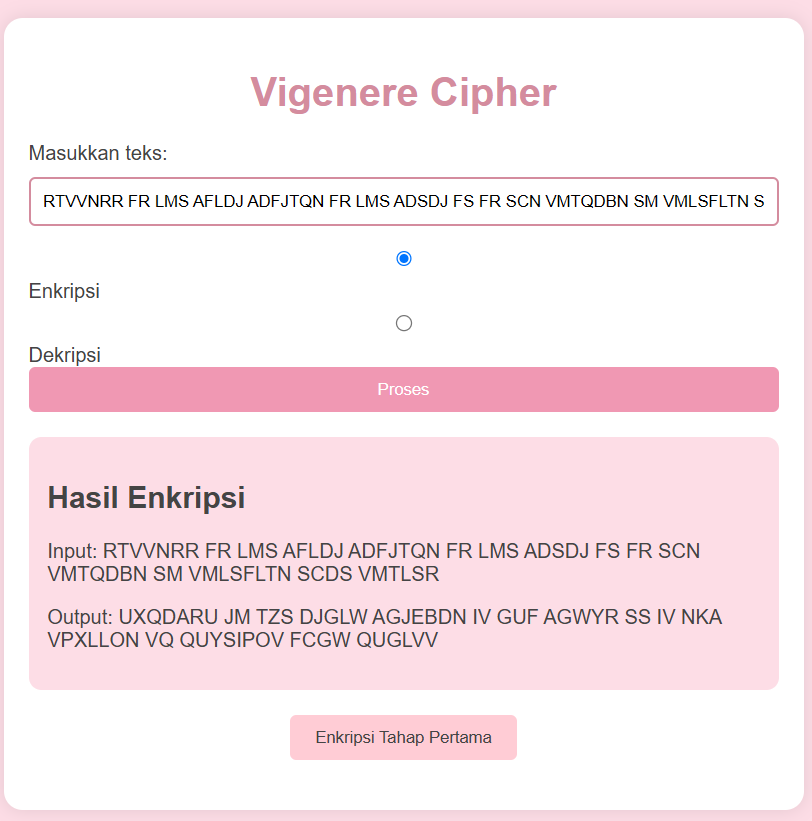 Vigenere Cipher
Masukkan teks:
RTVVNRR FR LMS AFLDJ ADFJTQN FR LMS ADSDJ FS FR SCN VMTQDBN SM VMLSFLTN S
Enkripsi
Dekripsi
Proses
Hasil Enkripsi
Input: RTVVNRR FR LMS AFLDJ ADFJTQN FR LMS ADSDJ FS FR SCN
VMTQDBN SM VMLSFLTN SCDS VMTLSR
Output: UXQDARU JM TZS DJGLW AGJEBDN IV GUF AGWYR SS IV NKA
VPXLLON VQ QUYSIPOV FCGW QUGLVV
Enkripsi Tahap Pertama